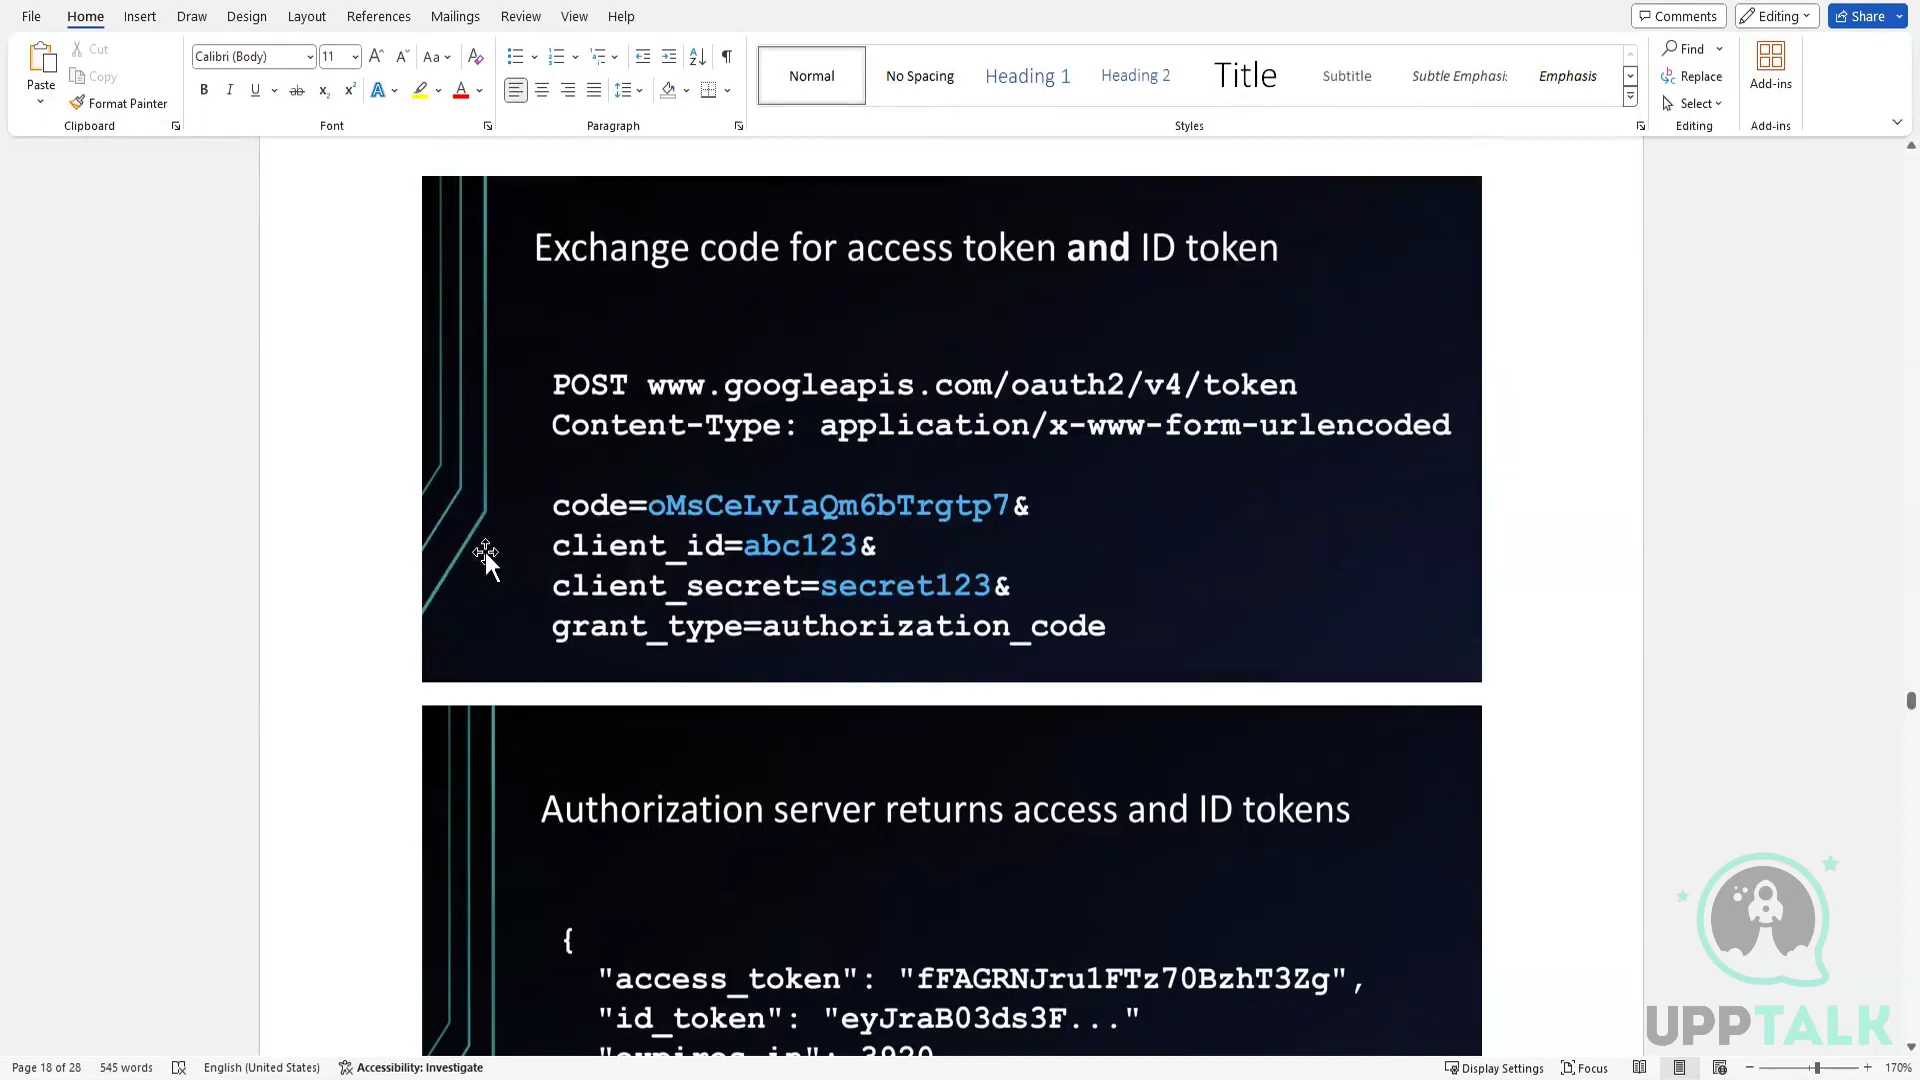 File Home Insert Draw Design Layout References Mailings Review View Help
Comments Editing Share
Paste
Cut
Copy
Format Painter
Clipboard
Calibri (Body) 11
Font
Paragraph
Normal
No Spacing
Heading 1
Heading 2
Title
Subtitle
Subtle Emphasi:
Emphasis
Styles
Find
Replace
Select
Editing
Add-ins
Add-ins
Exchange code for access token and ID token
POST www.googleapis.com/oauth2/v4/token
Content-Type: application/x-www-form-urlencoded
code=oMsCeLvIaQm6bTrgtp7&
client_id=abc123&
client_secret=secret123&
grant_type=authorization_code
Authorization server returns access and ID tokens
{
"access_token": "fFAGRNJru1FTz70BzhT3Zg",
"id_token": "eyJraB03ds3F..."
"expires_in": 3920
UPPTALK
Page 18 of 28 545 words English (United States) Accessibility: Investigate Display Settings Focus 170%